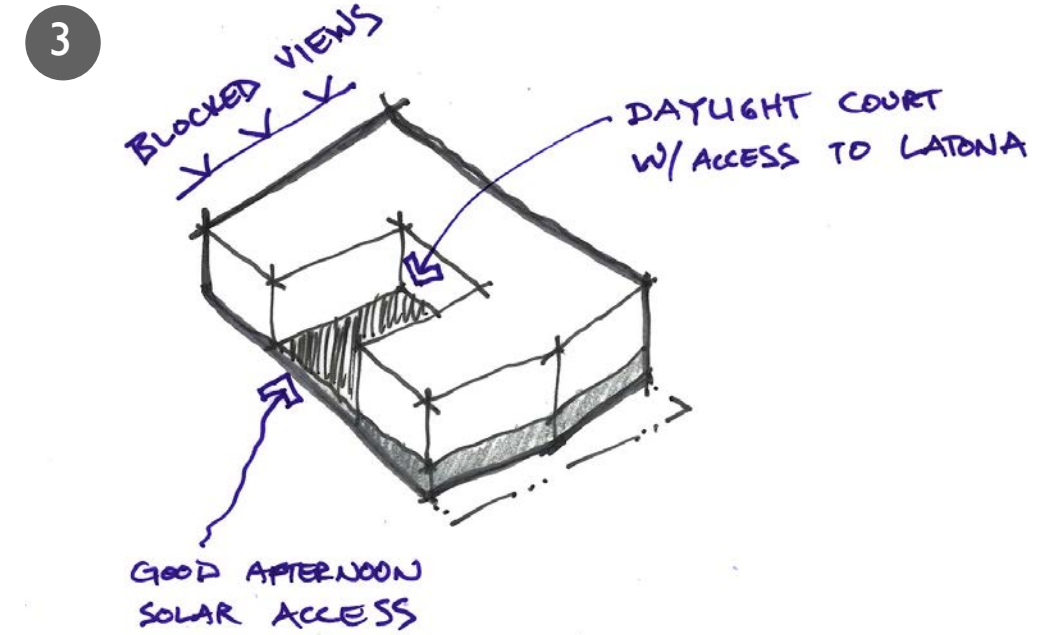 3
BLOCKED VIEWS
DAYLIGHT COURT
W/ ACCESS TO LATONA
GOOD AFTERNOON
SOLAR ACCESS